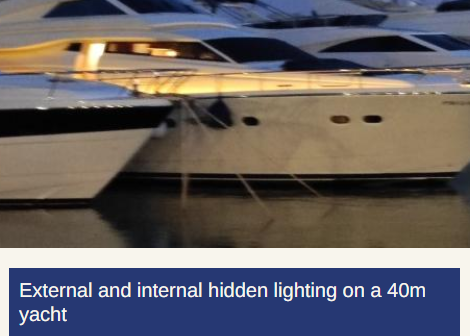 External and internal hidden lighting on a 40m
yacht